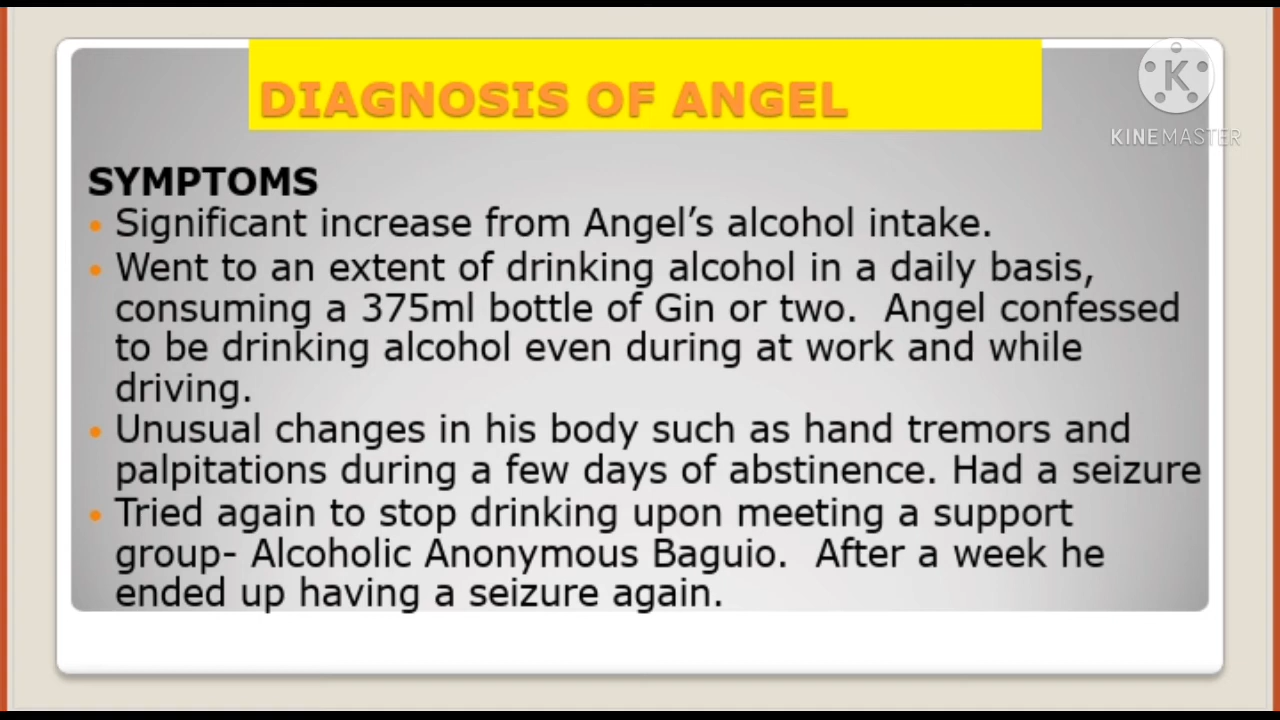 DIAGNOSIS OF ANGEL
K
KINEMASTER
SYMPTOMS
• Significant increase from Angel's alcohol intake.
• Went to an extent of drinking alcohol in a daily basis,
consuming a 375ml bottle of Gin or two.  Angel confessed
to be drinking alcohol even during at work and while
driving.
• Unusual changes in his body such as hand tremors and
palpitations during a few days of abstinence. Had a seizure
• Tried again to stop drinking upon meeting a support
group- Alcoholic Anonymous Baguio.  After a week he
ended up having a seizure again.